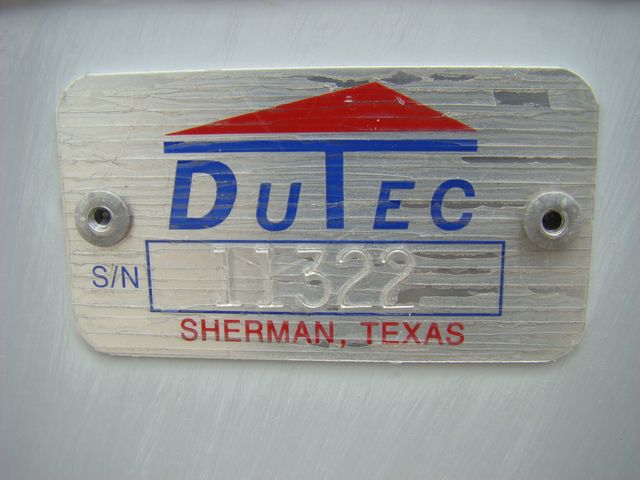 DUTEC
S/N 11322
SHERMAN, TEXAS